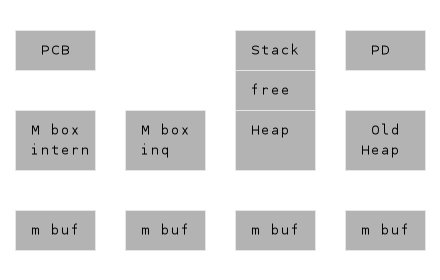 PCB
Stack
PD
free
M box
intern
M box
inq
Heap
Old
Heap
m buf
m buf
m buf
m buf